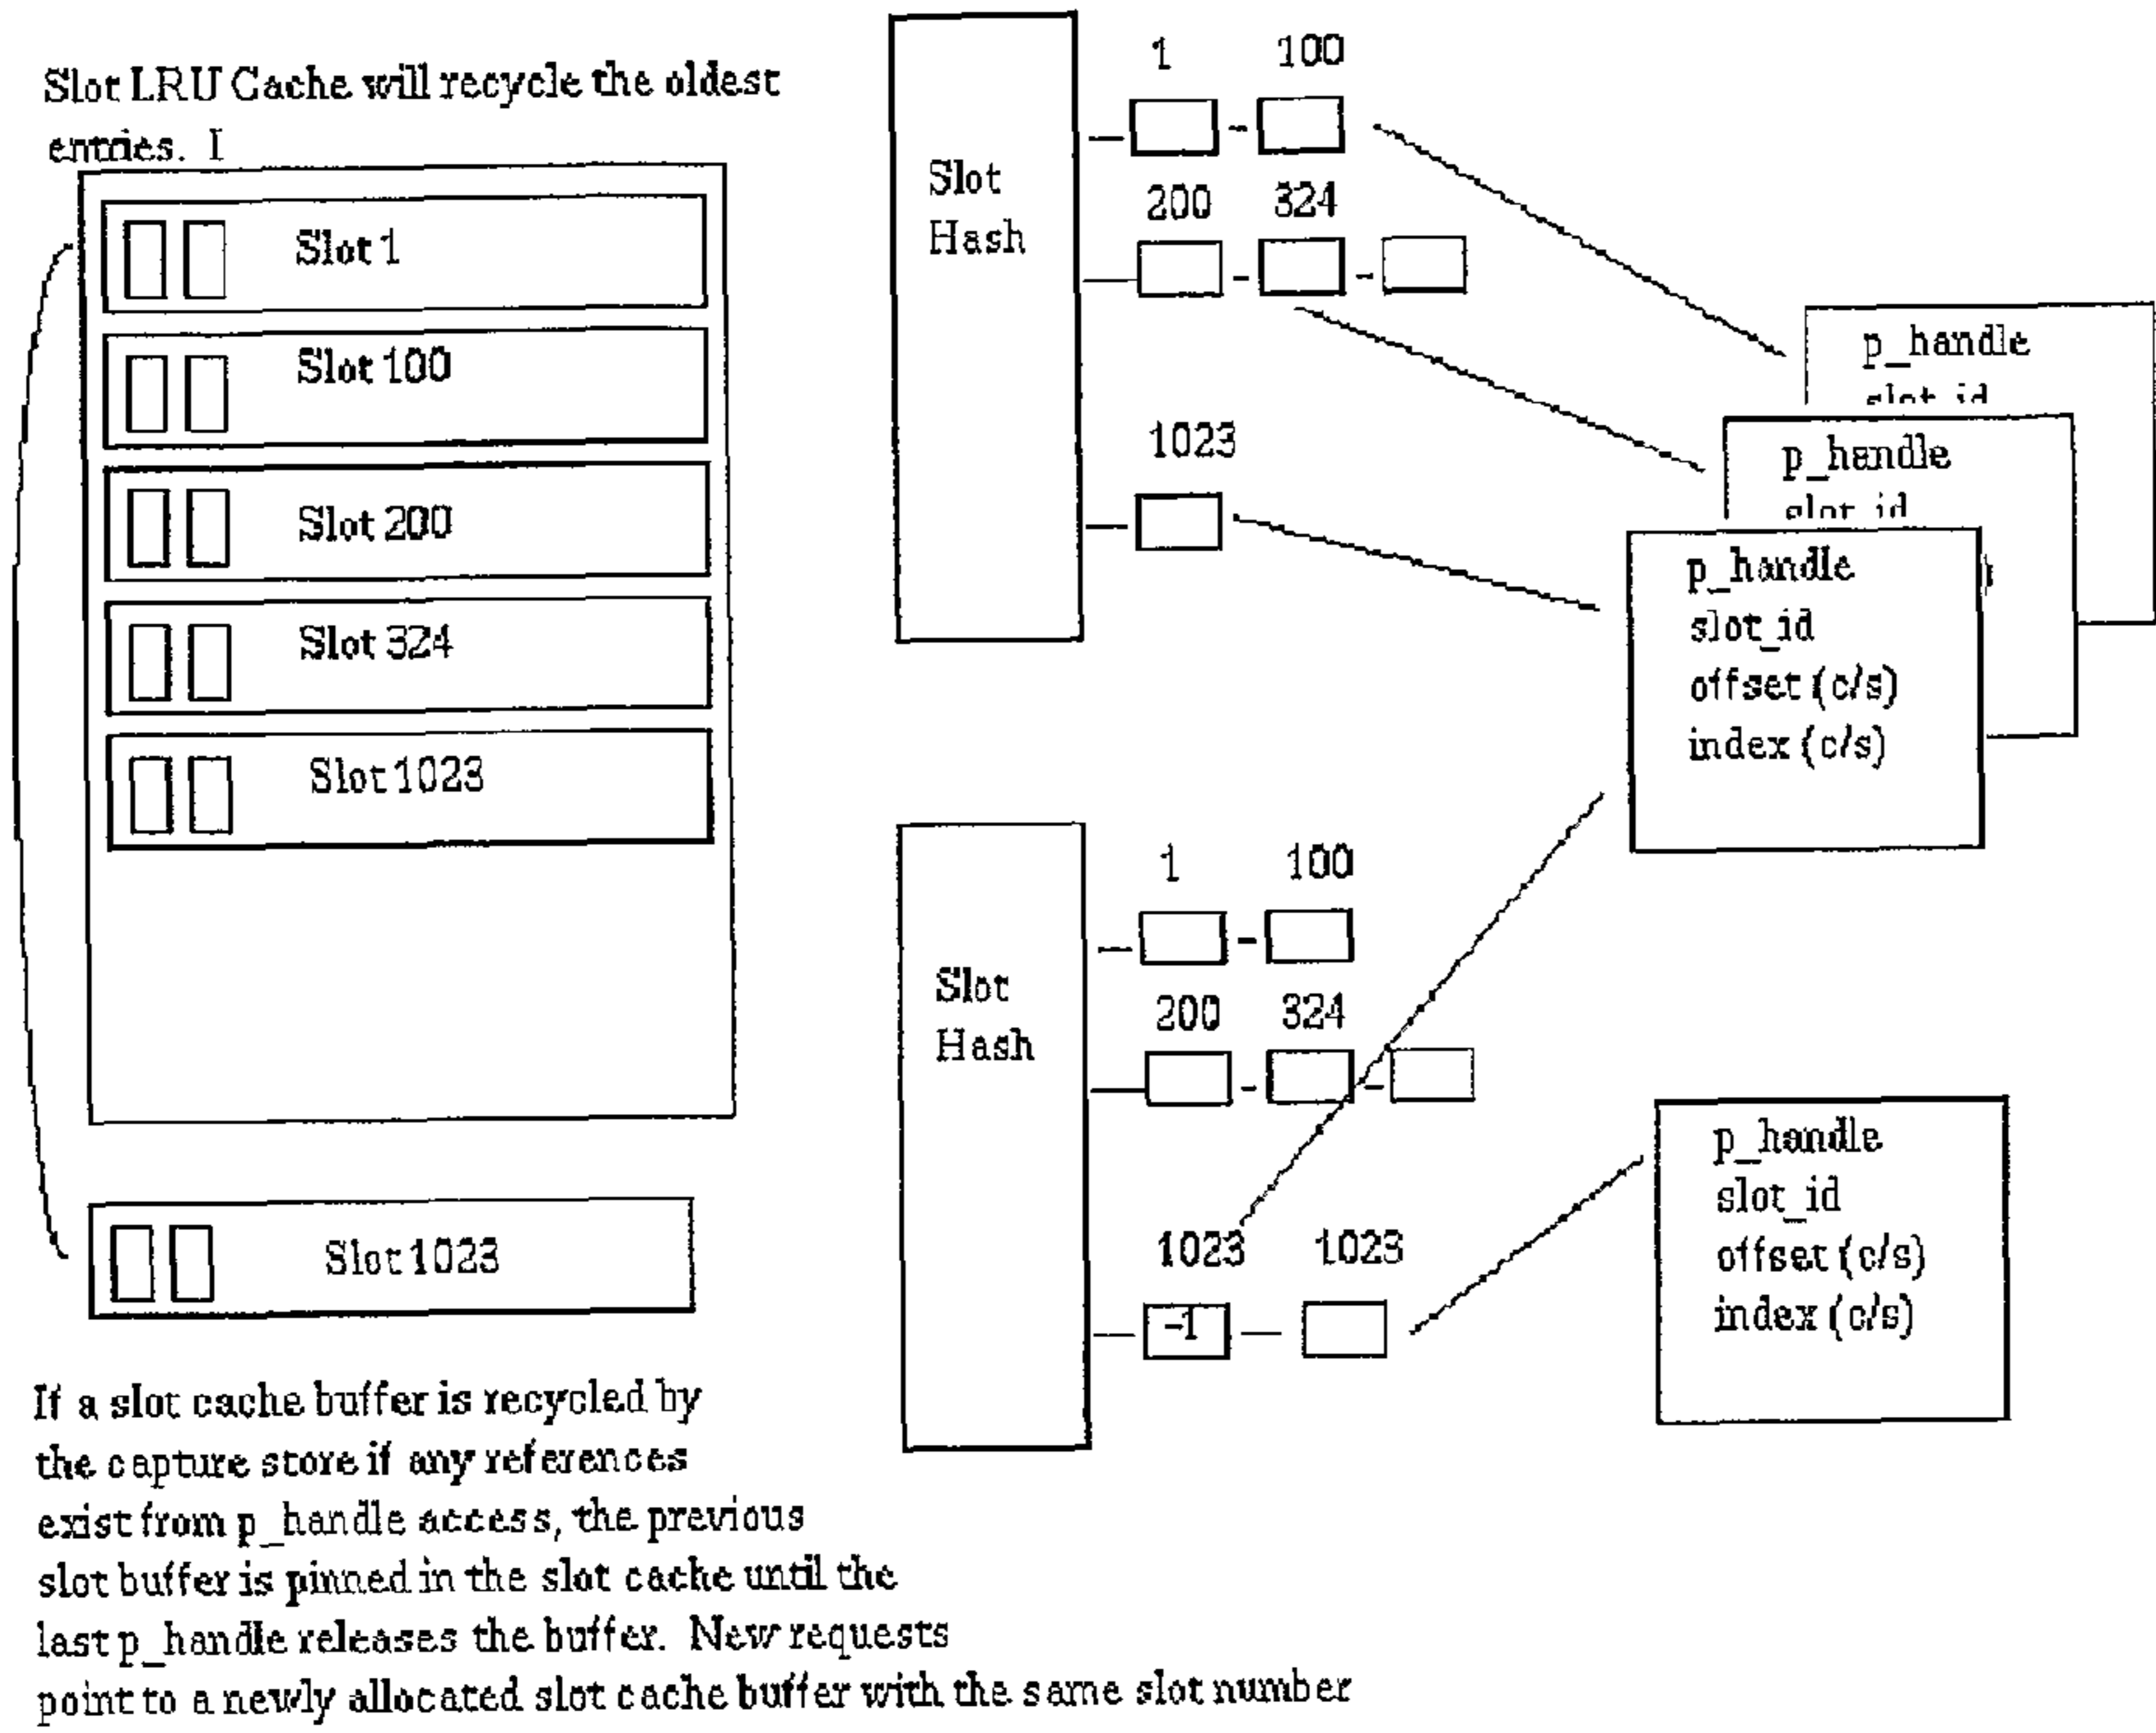 Slot LRU Cache will recycle the oldest
entries. I
Slot 1
Slot 100
Slot 200
Slot 324
Slot 1023
Slot 1023
If a slot cache buffer is recycled by
the capture store if any references
exist from p_handle access, the previous
slot buffer is pinned in the slot cache until the
last p_handle releases the buffer. New requests
point to a newly allocated slot cache buffer with the same slot number
Slot
Hash
1 100
200 324
1023
p_handle
slot_id
p_handle
slot_id
p_handle
slot_id
offset (c/s)
index (c/s)
Slot
Hash
1 100
200 324
1023 1023
-1
p_handle
slot_id
offset (c/s)
index (c/s)